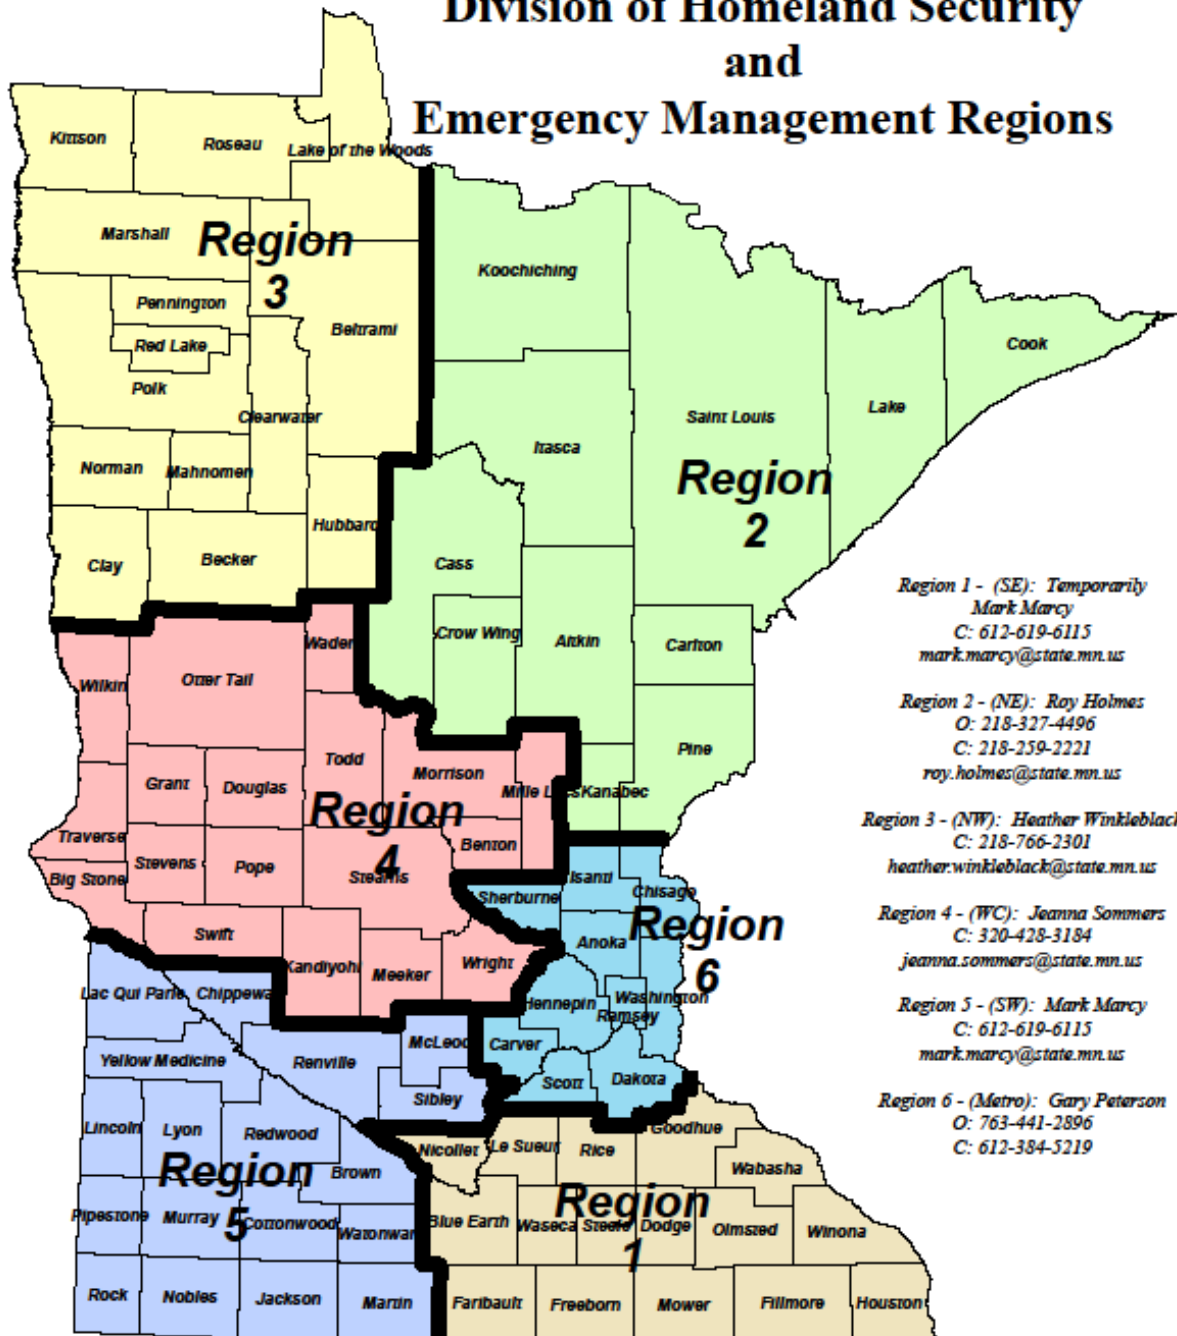 Division of Homeland Security
and
Emergency Management Regions
Kittson
Roseau
Lake of the Woods
Marshall
Region
3
Pennington
Red Lake
Beltrami
Polk
Clearwater
Norman
Mahnomen
Hubbard
Clay
Becker
Koochiching
Cook
Lake
Saint Louis
Itasca
Region
2
Cass
Crow Wing
Aitkin
Carlton
Pine
Kanabec
Wader
Wilkin
Otter Tail
Todd
Morrison
Grant
Douglas
Mille L
s
Region
4
Traverse
Stevens
Pope
Stearns
Benton
Big Stone
Swift
Kandiyohi
Meeker
Wright
Isanti
Chisago
Sherburne
Region
6
Anoka
Hennepin
Washington
Ramsey
Carver
Scott
Dakota
Lac Qui Parle
Chippewa
McLeod
Yellow Medicine
Renville
Sibley
Lincoln
Lyon
Redwood
Region
5
Brown
Pipestone
Murray
Cottonwood
Watonwan
Rock
Nobles
Jackson
Martin
Nicollet
Le Sueur
Rice
Goodhue
Wabasha
Region
1
Blue Earth
Waseca
Steele
Dodge
Olmsted
Winona
Faribault
Freeborn
Mower
Fillmore
Houston
Region 1 - (SE): Temporarily
Mark Marcy
C: 612-619-6115
mark.marcy@state.mn.us
Region 2 - (NE): Roy Holmes
O: 218-327-4496
C: 218-259-2221
roy.holmes@state.mn.us
Region 3 - (NW): Heather Winkleblack
C: 218-766-2301
heather.winkleblack@state.mn.us
Region 4 - (WC): Jeanna Sommers
C: 320-428-3184
jeanna.sommers@state.mn.us
Region 5 - (SW): Mark Marcy
C: 612-619-6115
mark.marcy@state.mn.us
Region 6 - (Metro): Gary Peterson
O: 763-441-2896
C: 612-384-5219